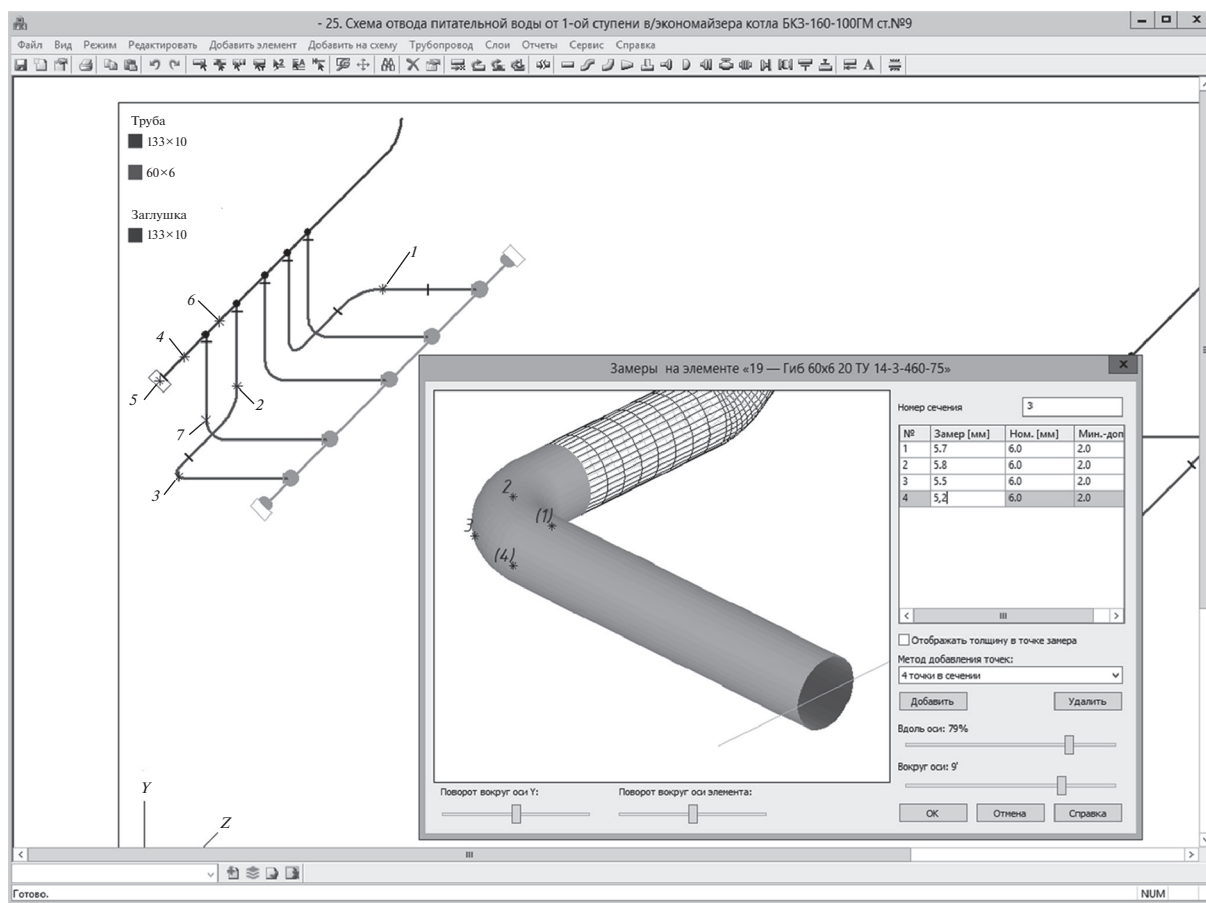 - 25. Схема отвода питательной воды от 1-ой ступени в/экономайзера котла БКЗ-160-100ГМ ст.№9
Файл Вид Режим Редактировать Добавить элемент Добавить на схему Трубопровод Слои Отчеты Сервис Справка
Труба
133×10
60×6
Заглушка
133×10
1
6
4
5
2
7
3
Y
Z
Замеры на элементе «19 — Гиб 60х6 20 ТУ 14-3-460-75»
2
(1)
3
(4)
Номер сечения 3
№ Замер [мм] Ном. [мм] Мин.-доп
1 5.7 6.0 2.0
2 5.8 6.0 2.0
3 5.5 6.0 2.0
4 5,2 6.0 2.0
Отображать толщину в точке замера
Метод добавления точек:
4 точки в сечении
Добавить Удалить
Вдоль оси: 79%
Вокруг оси: 9'
Поворот вокруг оси Y: Поворот вокруг оси элемента:
ОК Отмена Справка
Готово. NUM